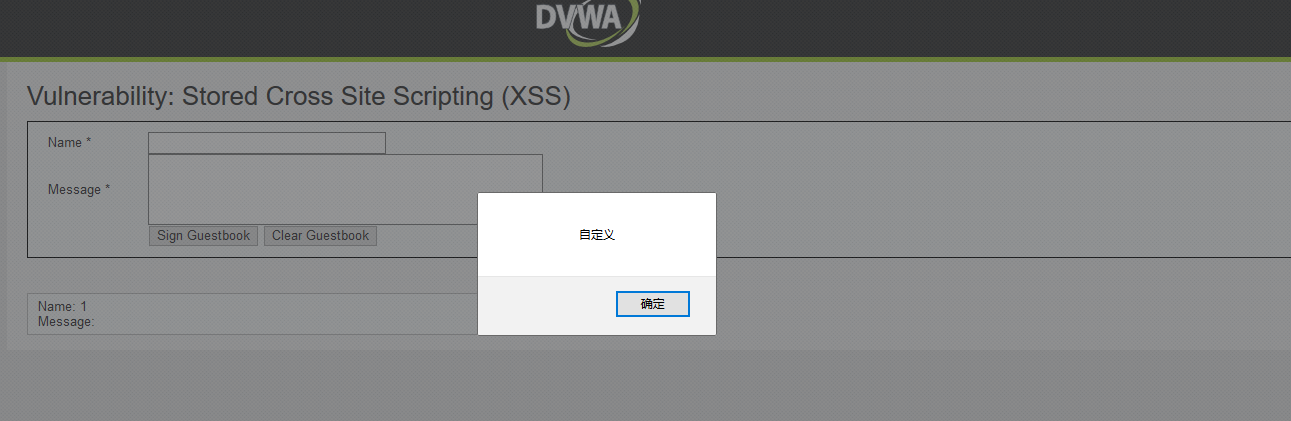 DVWA
Vulnerability: Stored Cross Site Scripting (XSS)
Name *
Message *
Sign Guestbook Clear Guestbook
自定义
确定
Name: 1
Message: